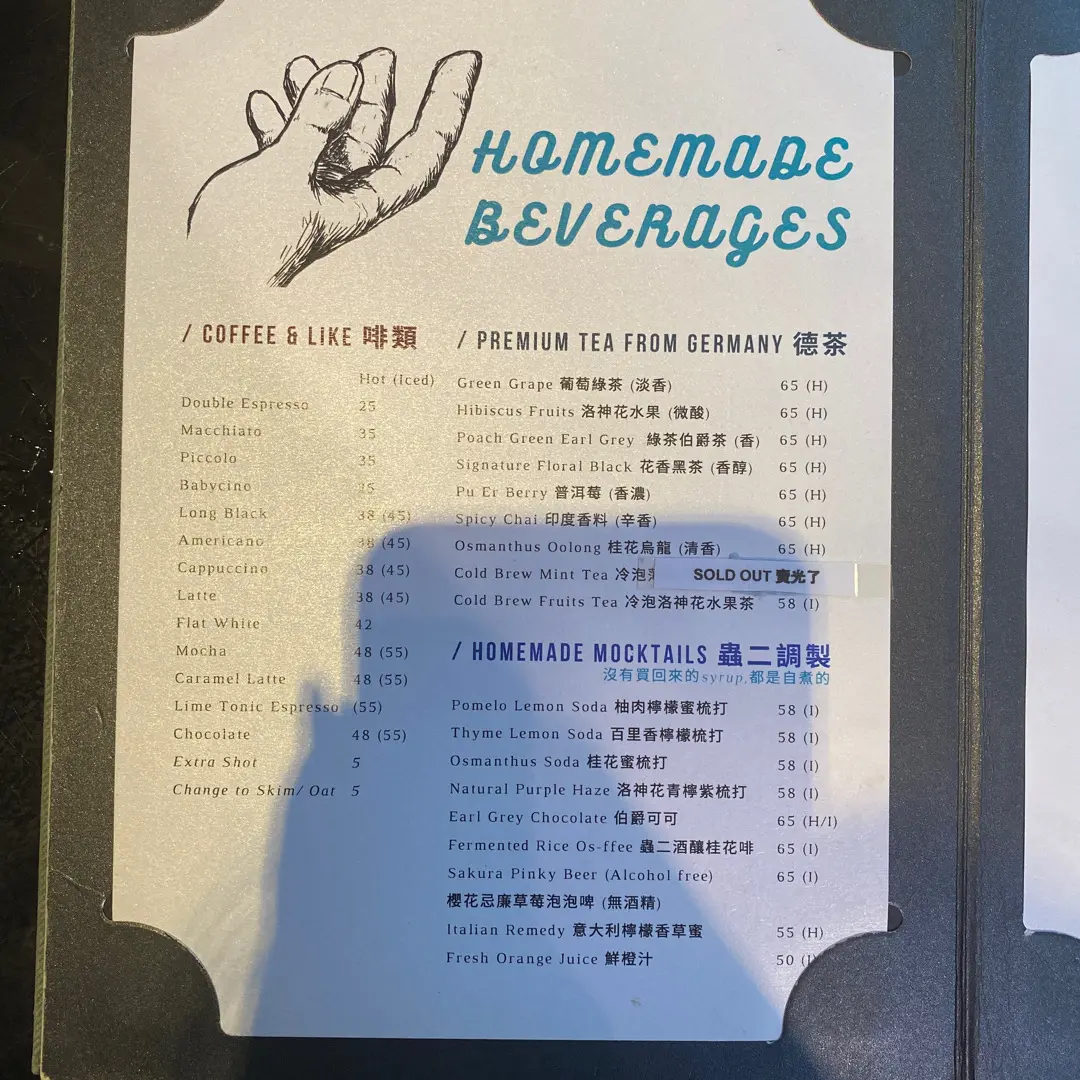 HOMEMADE
BEVERAGES
/ COFFEE & LIKE 啡類
Hot (Iced)
Double Espresso 25
Macchiato 35
Piccolo 35
Babycino 35
Long Black 38 (45)
Americano 38 (45)
Cappuccino 38 (45)
Latte 38 (45)
Flat White 42
Mocha 48 (55)
Caramel Latte 48 (55)
Lime Tonic Espresso (55)
Chocolate 48 (55)
Extra Shot 5
Change to Skim/ Oat 5
/ PREMIUM TEA FROM GERMANY 德茶
Green Grape 葡萄綠茶 (淡香) 65 (H)
Hibiscus Fruits 洛神花水果 (微酸) 65 (H)
Poach Green Earl Grey 綠茶伯爵茶 (香) 65 (H)
Signature Floral Black 花香黑茶 (香醇) 65 (H)
Pu Er Berry 普洱莓 (香濃) 65 (H)
Spicy Chai 印度香料 (辛香) 65 (H)
Osmanthus Oolong 桂花烏龍 (清香) 65 (H)
Cold Brew Mint Tea 冷泡 SOLD OUT 賣光了
Cold Brew Fruits Tea 冷泡洛神花水果茶 58 (I)
/ HOMEMADE MOCKTAILS 蟲二調製
沒有買回來的syrup,都是自煮的
Pomelo Lemon Soda 柚肉檸檬蜜梳打 58 (I)
Thyme Lemon Soda 百里香檸檬梳打 58 (I)
Osmanthus Soda 桂花蜜梳打 58 (I)
Natural Purple Haze 洛神花青檸紫梳打 58 (I)
Earl Grey Chocolate 伯爵可可 65 (H/I)
Fermented Rice Os-ffee 蟲二酒釀桂花啡 65 (I)
Sakura Pinky Beer (Alcohol free) 65 (I)
櫻花忌廉草莓泡泡啤 (無酒精)
Italian Remedy 意大利檸檬香草蜜 55 (H)
Fresh Orange Juice 鮮橙汁 50